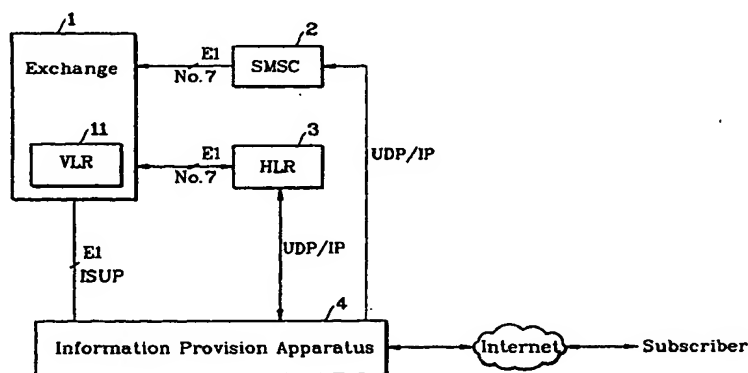 1
Exchange
E1
No.7
2
SMSC
11
VLR
E1
No.7
3
HLR
UDP/IP
UDP/IP
E1
ISUP
4
Information Provision Apparatus
Internet
Subscriber